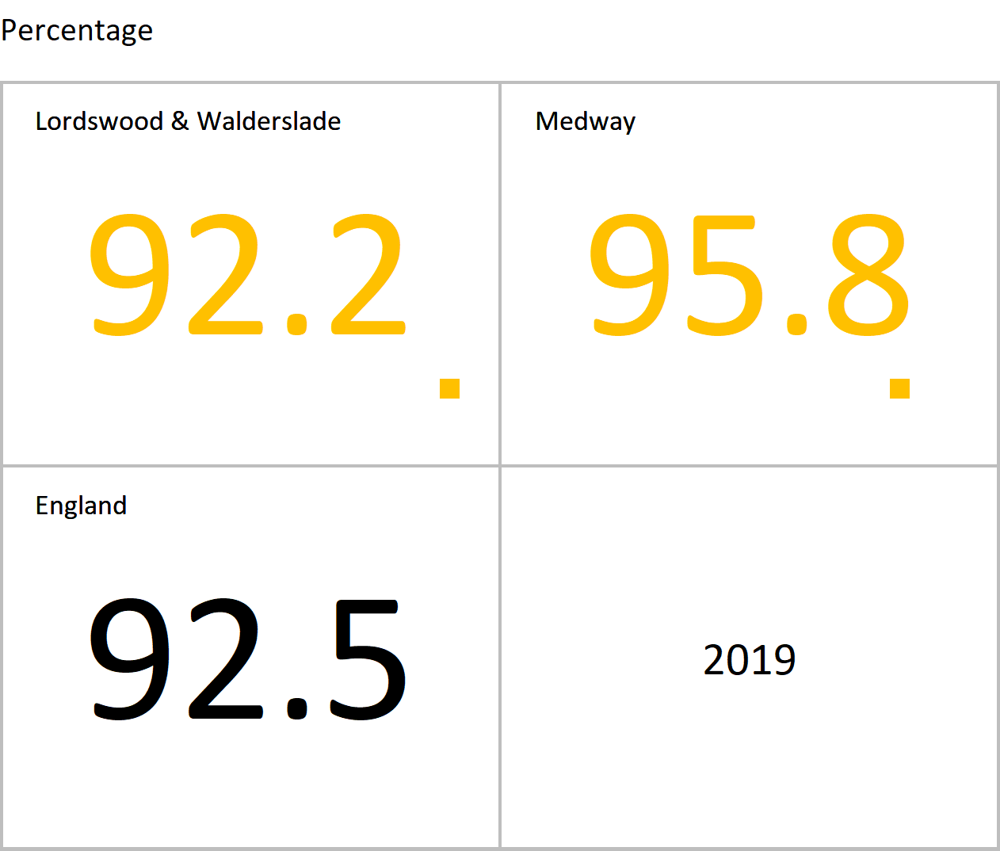 Percentage
Lordswood & Walderslade
92.2
Medway
95.8
England
92.5
2019